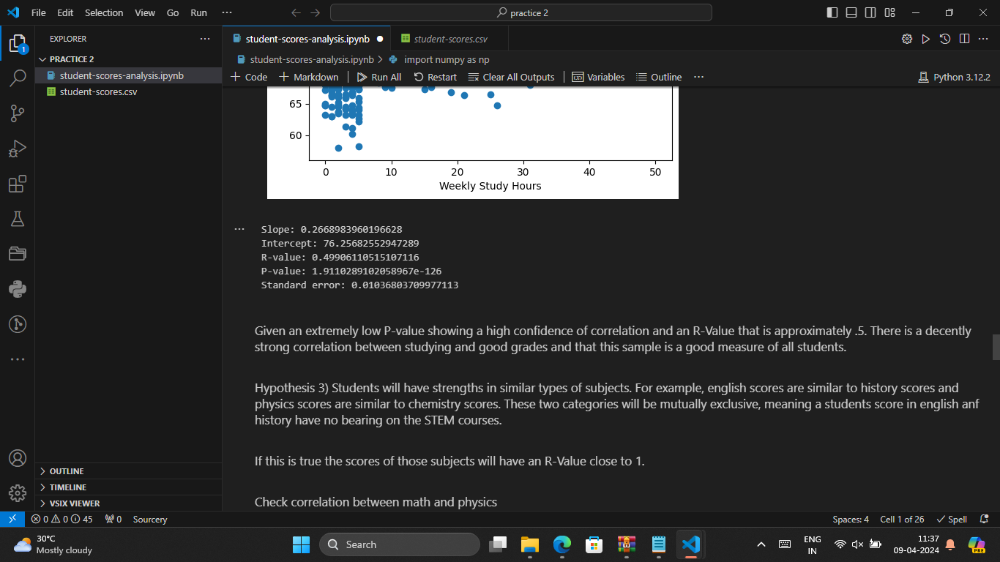 File Edit Selection View Go Run ··· practice 2
EXPLORER ···
student-scores-analysis.ipynb student-scores.csv
PRACTICE 2
student-scores-analysis.ipynb > import numpy as np
student-scores-analysis.ipynb
student-scores.csv
+ Code + Markdown Run All Restart Clear All Outputs Variables Outline ··· Python 3.12.2
65
60
0 10 20 30 40 50
Weekly Study Hours
Slope: 0.2668983960196628
Intercept: 76.25682552947289
R-value: 0.49906110515107116
P-value: 1.9110289102058967e-126
Standard error: 0.01036803709977113
Given an extremely low P-value showing a high confidence of correlation and an R-Value that is approximately .5. There is a decently
strong correlation between studying and good grades and that this sample is a good measure of all students.
Hypothesis 3) Students will have strengths in similar types of subjects. For example, english scores are similar to history scores and
physics scores are similar to chemistry scores. These two categories will be mutually exclusive, meaning a students score in english anf
history have no bearing on the STEM courses.
If this is true the scores of those subjects will have an R-Value close to 1.
Check correlation between math and physics
1
OUTLINE
TIMELINE
VSIX VIEWER
0 0 45 0 Sourcery Spaces: 4 Cell 1 of 26 Spell
30°C
Mostly cloudy
Search
ENG
IN
11:37
09-04-2024
PRE